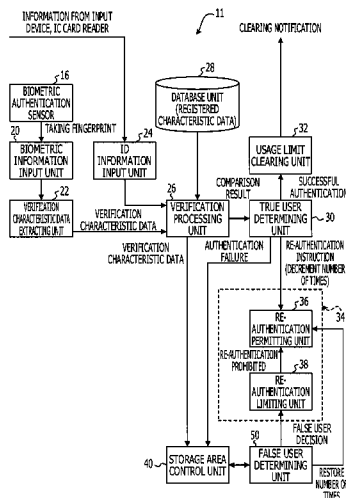 INFORMATION FROM INPUT
DEVICE, IC CARD READER
11
CLEARING NOTIFICATION
16
BIOMETRIC
AUTHENTICATION
SENSOR
28
DATABASE UNIT
(REGISTERED
CHARACTERISTIC DATA)
20
TAKING FINGERPRINT
24
32
BIOMETRIC
INFORMATION
INPUT UNIT
ID
INFORMATION
INPUT UNIT
USAGE LIMIT
CLEARING UNIT
COMPARISON
RESULT
22
26
SUCCESSFUL
AUTHENTICATION
VERIFICATION
CHARACTERISTIC DATA
EXTRACTING UNIT
VERIFICATION
CHARACTERISTIC DATA
VERIFICATION
PROCESSING
UNIT
TRUE USER
DETERMINING
UNIT
30
VERIFICATION
CHARACTERISTIC DATA
AUTHENTICATION
FAILURE
RE-AUTHENTICATION
INSTRUCTION
(DECREMENT NUMBER
OF TIMES)
36
34
RE-
AUTHENTICATION
PERMITTING UNIT
RE-AUTHENTICATION
PROHIBITED
38
RE-
AUTHENTICATION
LIMITING UNIT
FALSE USER
DECISION
50
40
STORAGE AREA
CONTROL UNIT
FALSE USER
DETERMINING UNIT
RESTORE
NUMBER OF
TIMES